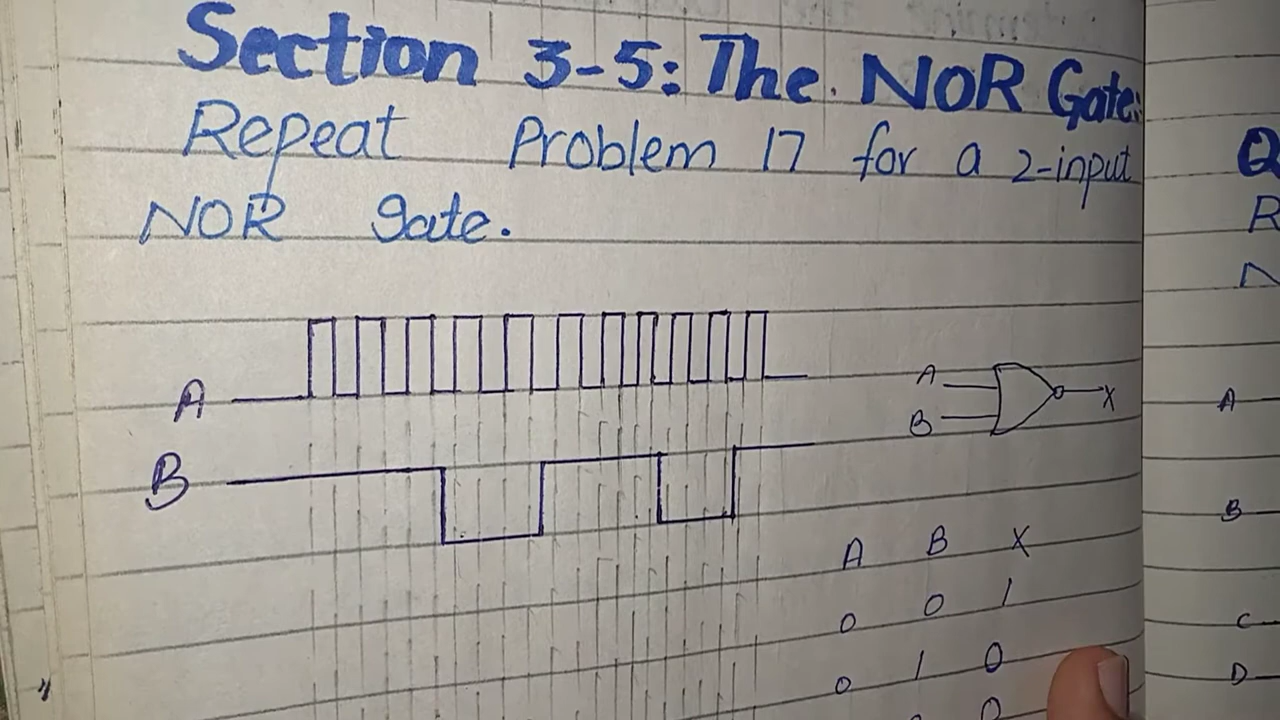 Section 3-5: The NOR Gate:
Repeat Problem 17 for a 2-input
NOR gate.
A
B
A
B
X
A B X
0 0 1
0 1 0
0
Q
R
N
A
B
C
D